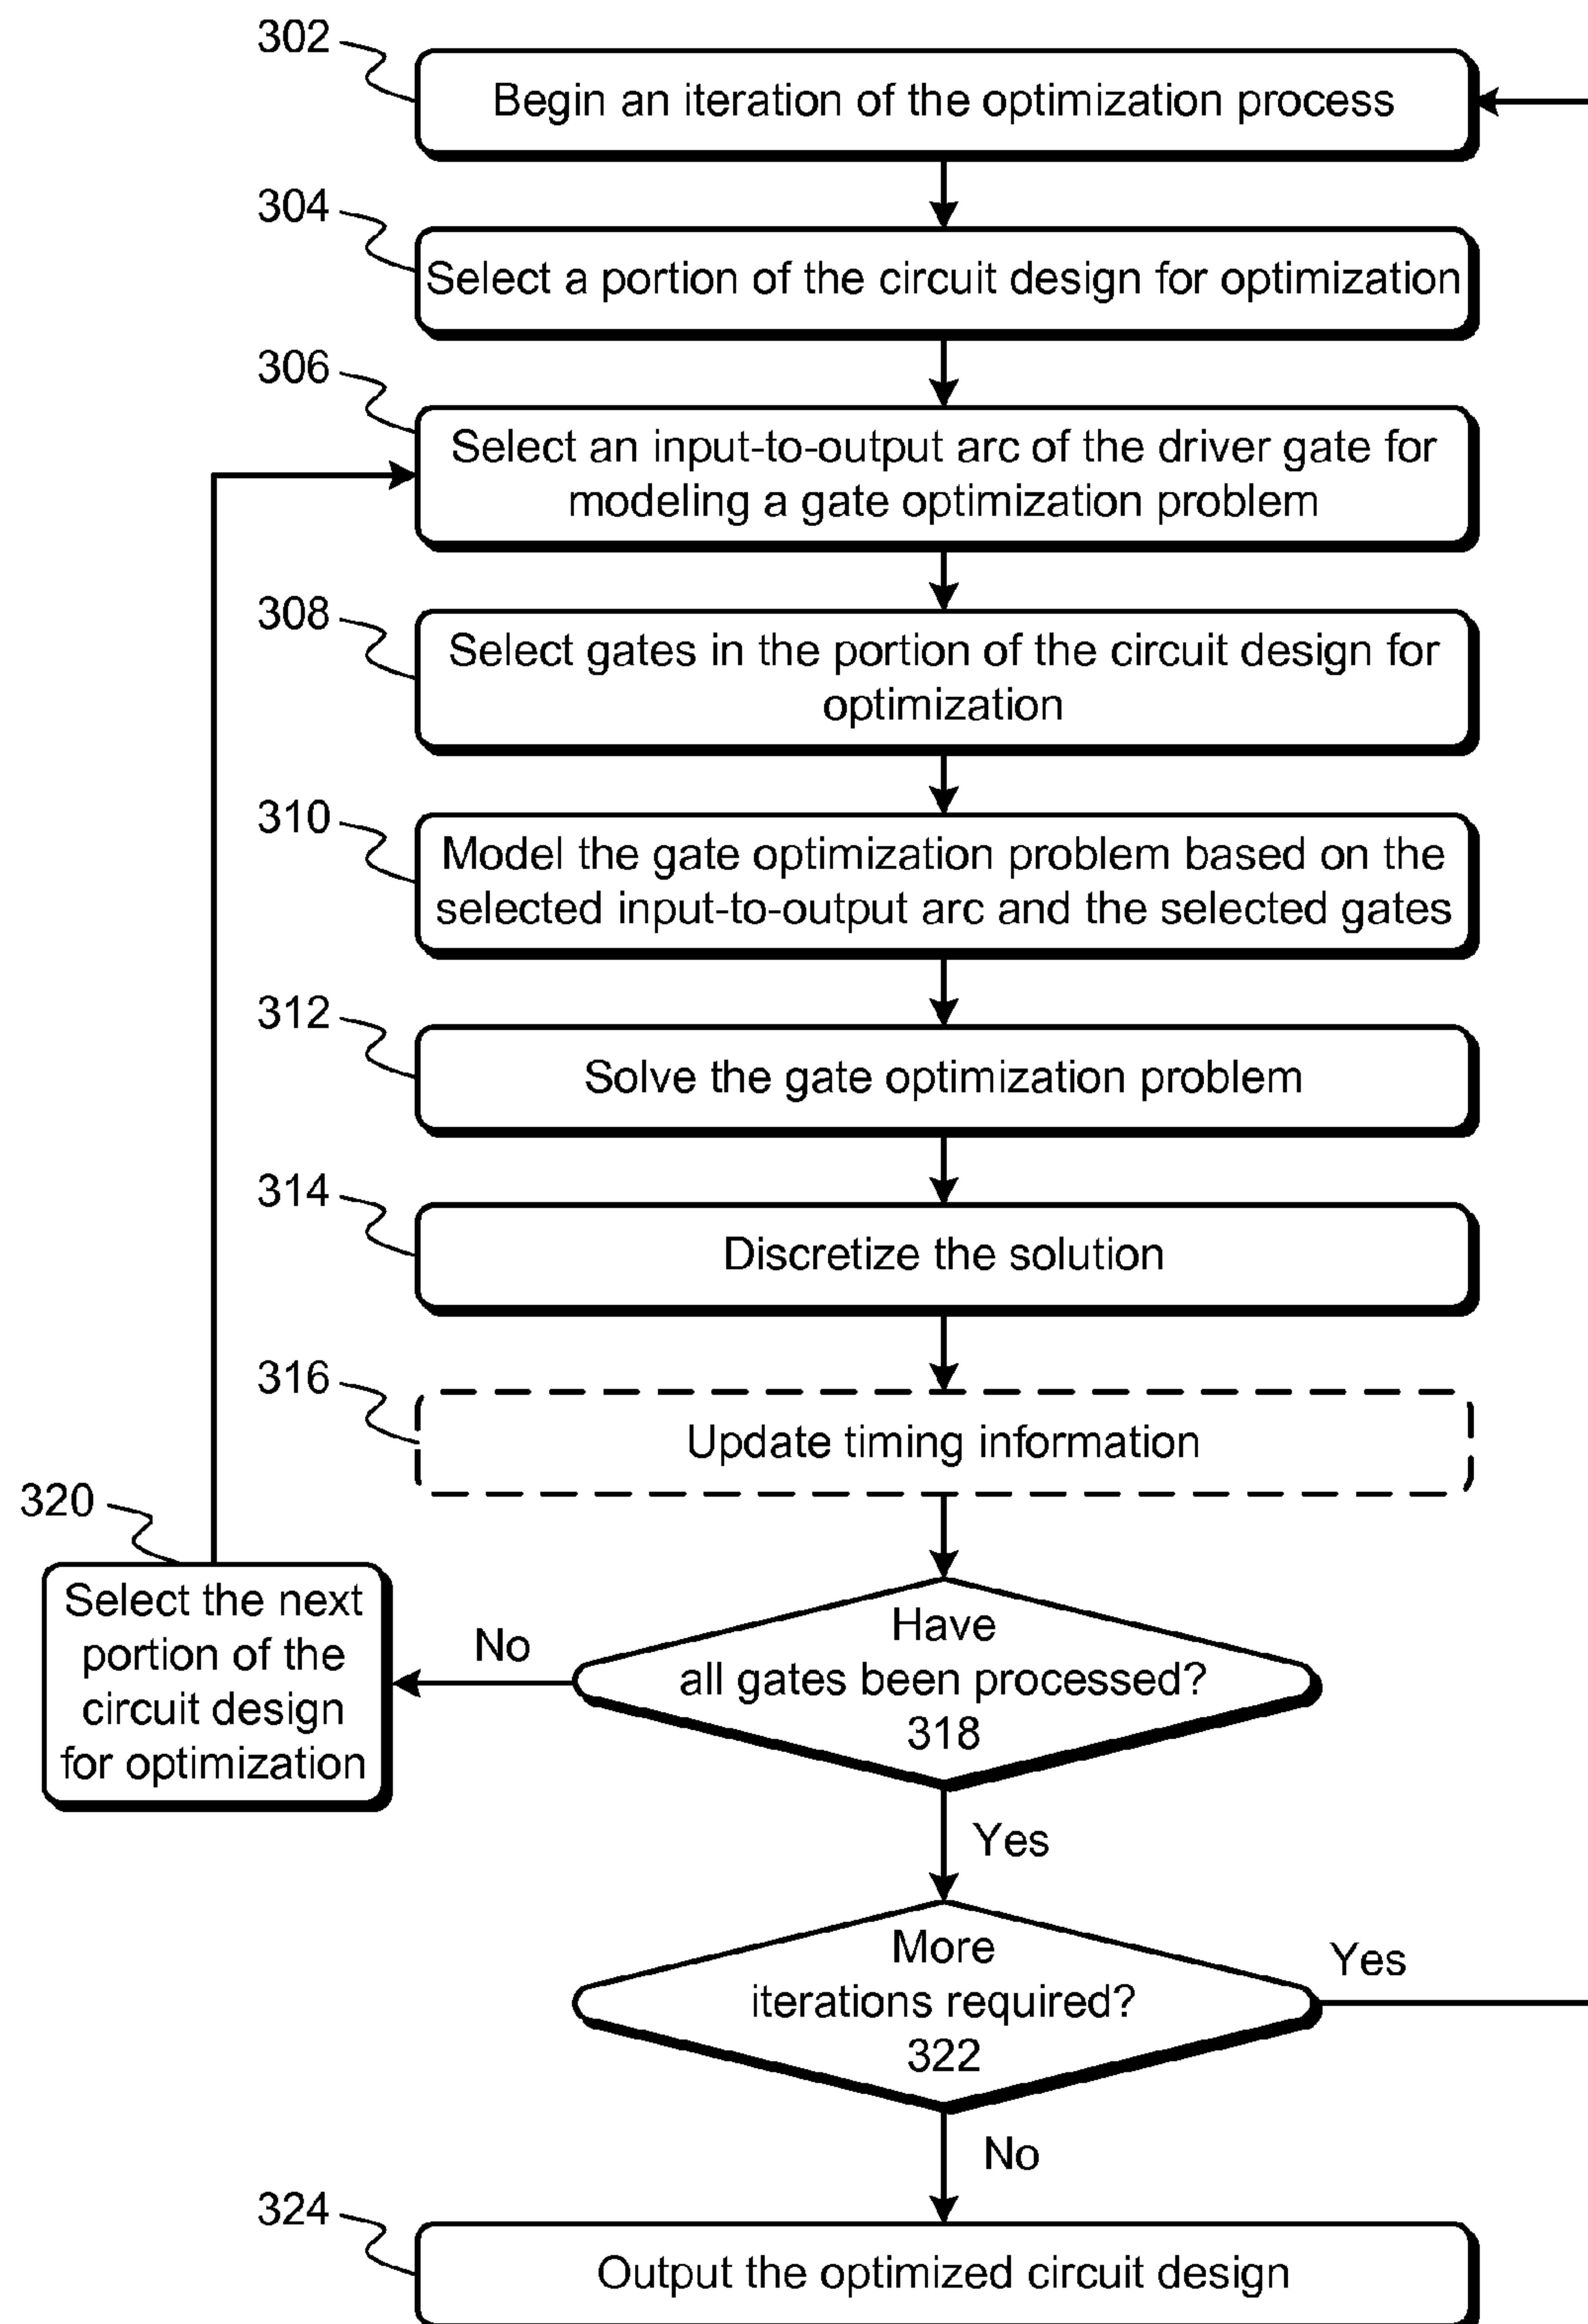 302
Begin an iteration of the optimization process
304
Select a portion of the circuit design for optimization
306
Select an input-to-output arc of the driver gate for
modeling a gate optimization problem
308
Select gates in the portion of the circuit design for
optimization
310
Model the gate optimization problem based on the
selected input-to-output arc and the selected gates
312
Solve the gate optimization problem
314
Discretize the solution
316
Update timing information
320
Select the next
portion of the
circuit design
for optimization
No
Have
all gates been processed?
318
Yes
More
iterations required?
322
Yes
No
324
Output the optimized circuit design